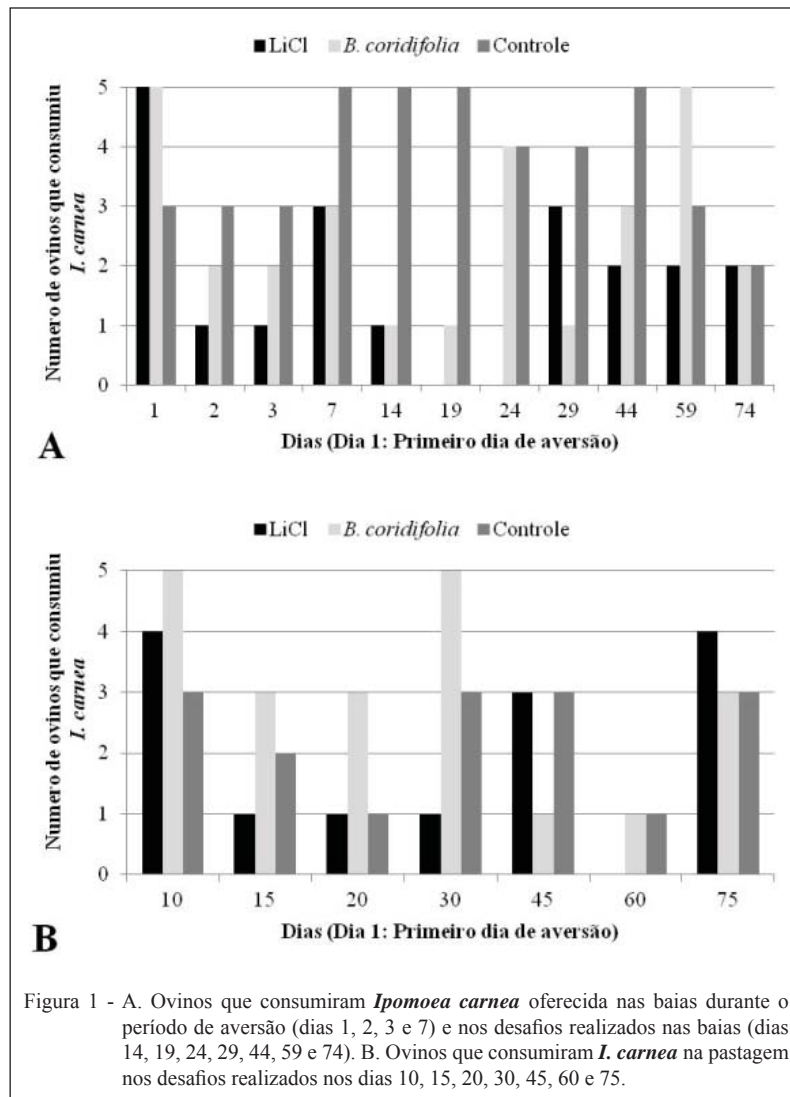 LiCl B. coridifolia Controle
Numero de ovinos que consumiu
I. carnea
5
4
3
2
1
0
1 2 3 7 14 19 24 29 44 59 74
A
Dias (Dia 1: Primeiro dia de aversão)
LiCl B. coridifolia Controle
Numero de ovinos que consumiu
I. carnea
5
4
3
2
1
0
10 15 20 30 45 60 75
B
Dias (Dia 1: Primeiro dia de aversão)
Figura 1 - A. Ovinos que consumiram Ipomoea carnea oferecida nas baias durante o
período de aversão (dias 1, 2, 3 e 7) e nos desafios realizados nas baias (dias
14, 19, 24, 29, 44, 59 e 74). B. Ovinos que consumiram I. carnea na pastagem
nos desafios realizados nos dias 10, 15, 20, 30, 45, 60 e 75.